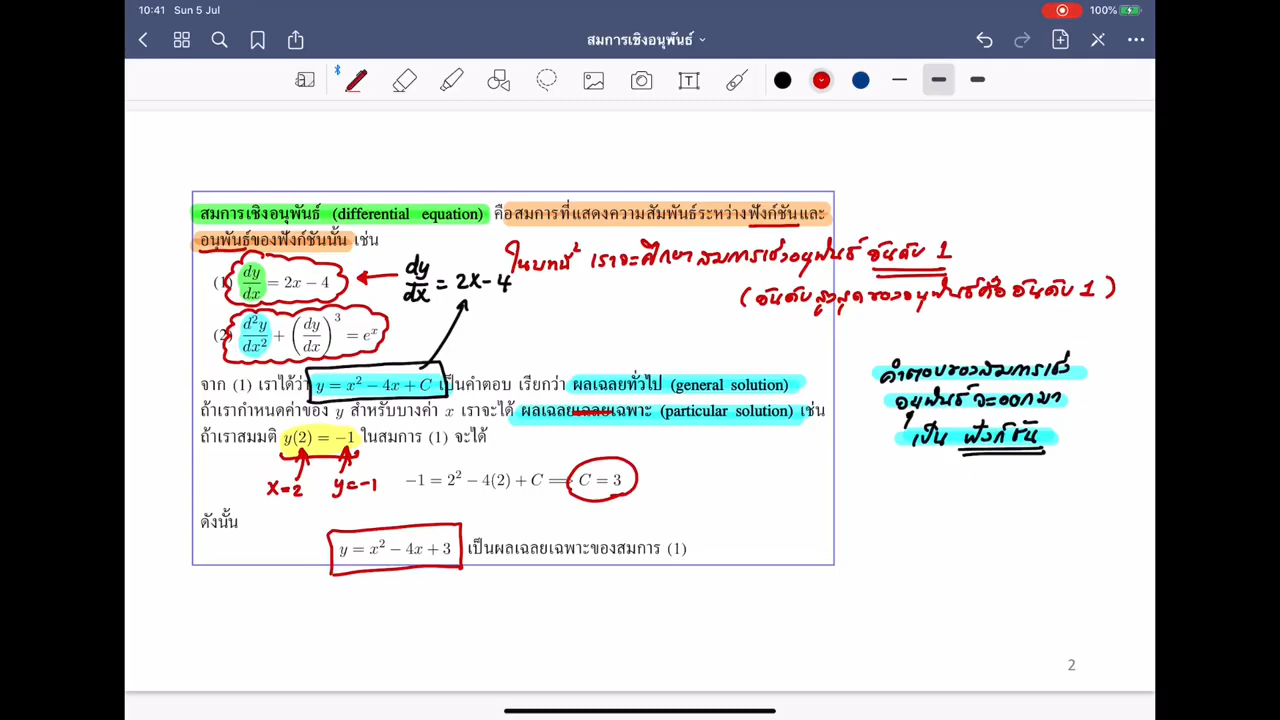 10:41 Sun 5 Jul
100%
สมการเชิงอนุพันธ์
สมการเชิงอนุพันธ์ (differential equation) คือสมการที่แสดงความสัมพันธ์ระหว่างฟังก์ชันและ
อนุพันธ์ของฟังก์ชันนั้น เช่น
ในบทนี้ เราจะศึกษาสมการเชิงอนุพันธ์ อันดับ 1
(1) dy/dx = 2x − 4
dy/dx = 2x − 4
(อันดับสูงสุดของอนุพันธ์คือ อันดับ 1)
(2) d²y/dx² + (dy/dx)³ = eˣ
จาก (1) เราได้ว่า y = x² − 4x + C เป็นคำตอบ เรียกว่า ผลเฉลยทั่วไป (general solution)
ถ้าเรากำหนดค่าของ y สำหรับบางค่า x เราจะได้ ผลเฉลยเฉลยเฉพาะ (particular solution) เช่น
ถ้าเราสมมติ y(2) = −1 ในสมการ (1) จะได้
คำตอบของสมการเชิง
อนุพันธ์จะออกมา
เป็น ฟังก์ชัน
x=2 y=-1
−1 = 2² − 4(2) + C ⟹ C = 3
ดังนั้น
y = x² − 4x + 3 เป็นผลเฉลยเฉพาะของสมการ (1)
2